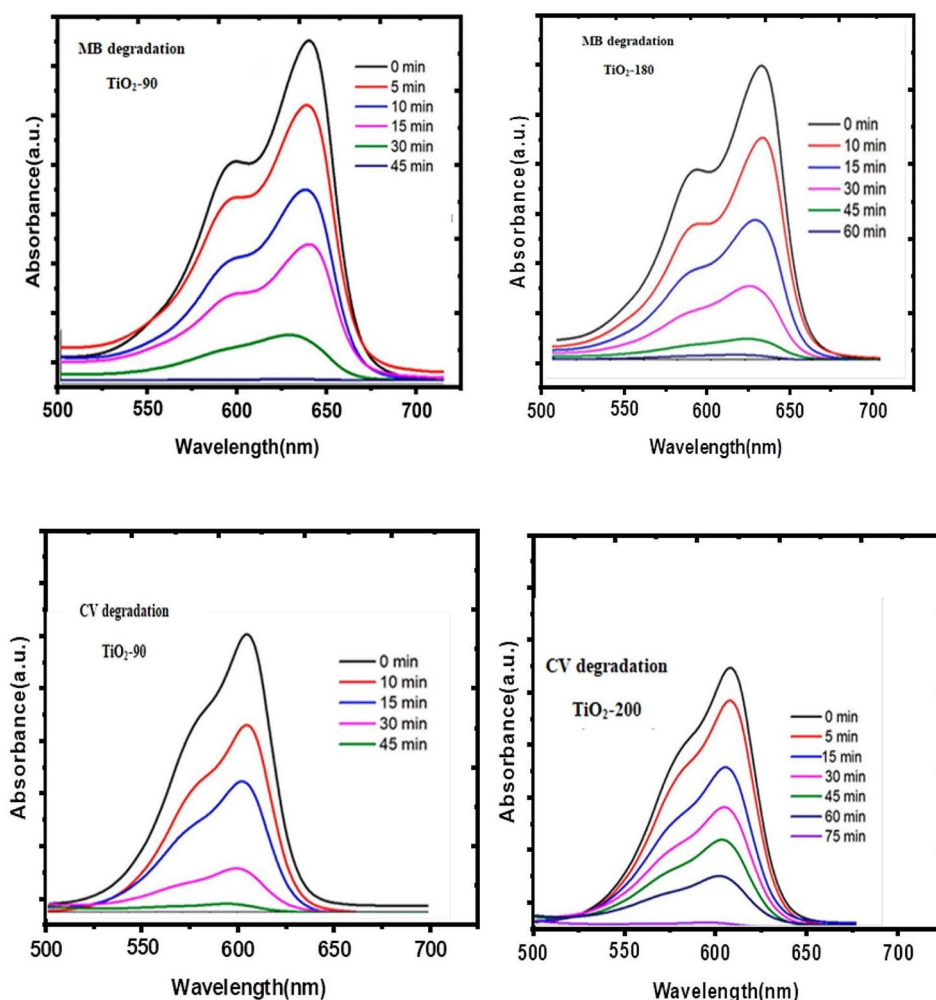 MB degradation
TiO₂-90
0 min
5 min
10 min
15 min
30 min
45 min
Absorbance(a.u.)
500 550 600 650 700
Wavelength(nm)
MB degradation
TiO₂-180
0 min
10 min
15 min
30 min
45 min
60 min
Absorbance(a.u.)
500 550 600 650 700
Wavelength(nm)
CV degradation
TiO₂-90
0 min
10 min
15 min
30 min
45 min
Absorbance(a.u.)
500 550 600 650 700
Wavelength(nm)
CV degradation
TiO₂-200
0 min
5 min
15 min
30 min
45 min
60 min
75 min
Absorbance(a.u.)
500 550 600 650 700
Wavelength(nm)